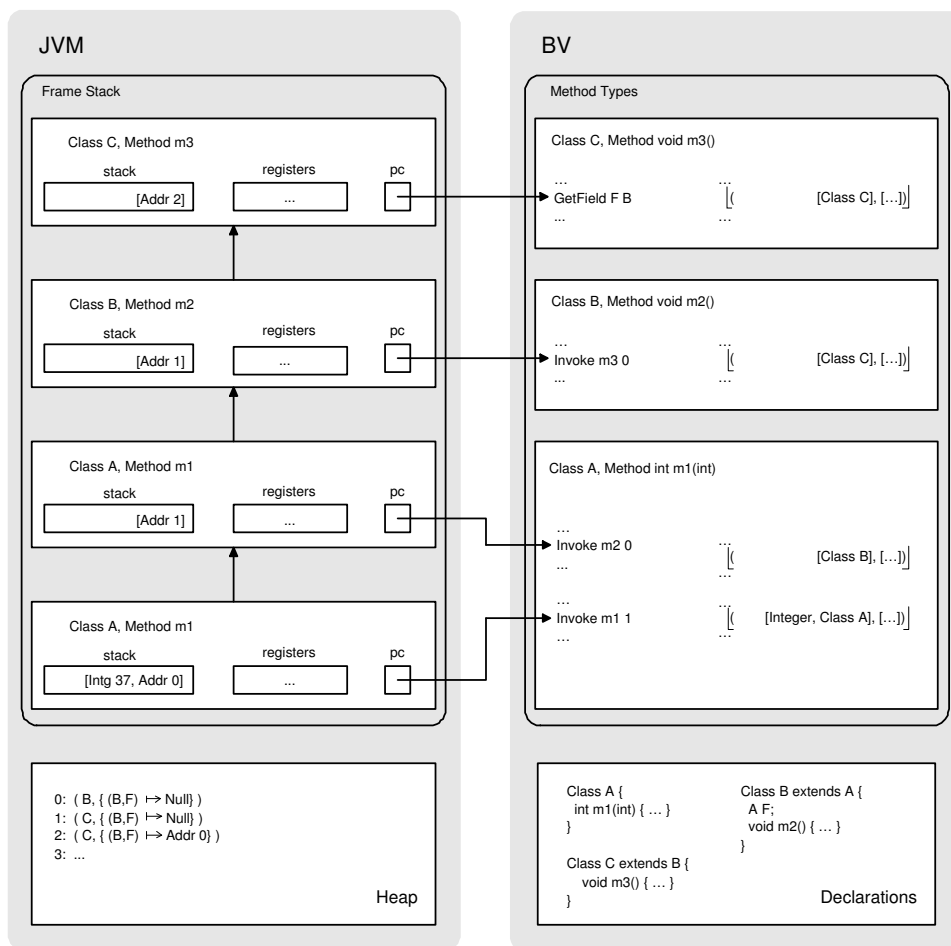 JVM
Frame Stack
Class C, Method m3
stack registers pc
[Addr 2] ...
Class B, Method m2
stack registers pc
[Addr 1] ...
Class A, Method m1
stack registers pc
[Addr 1] ...
Class A, Method m1
stack registers pc
[Intg 37, Addr 0] ...
0: ( B, { (B,F) ↦ Null} )
1: ( C, { (B,F) ↦ Null} )
2: ( C, { (B,F) ↦ Addr 0} )
3: ...
Heap
BV
Method Types
Class C, Method void m3()
... ...
GetField F B ⌊( [Class C], [...])⌋
... ...
Class B, Method void m2()
... ...
Invoke m3 0 ⌊( [Class C], [...])⌋
... ...
Class A, Method int m1(int)
... ...
Invoke m2 0 ⌊( [Class B], [...])⌋
... ...
... ...
Invoke m1 1 ⌊( [Integer, Class A], [...])⌋
... ...
Class A {
int m1(int) { ... }
}
Class C extends B {
void m3() { ... }
}
Class B extends A {
A F;
void m2() { ... }
}
Declarations